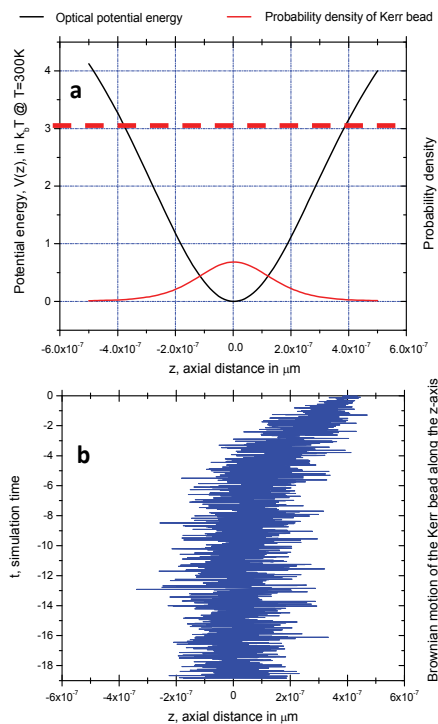 Optical potential energy Probability density of Kerr bead
a
Potential energy, V(z), in k_bT @ T=300K
4
3
2
1
0
Probability density
-6.0x10⁻⁷ -4.0x10⁻⁷ -2.0x10⁻⁷ 0.0 2.0x10⁻⁷ 4.0x10⁻⁷ 6.0x10⁻⁷
z, axial distance in μm
b
t, simulation time
0
-2
-4
-6
-8
-10
-12
-14
-16
-18
Brownian motion of the Kerr bead along the z-axis
-6x10⁻⁷ -4x10⁻⁷ -2x10⁻⁷ 0 2x10⁻⁷ 4x10⁻⁷ 6x10⁻⁷
z, axial distance in μm